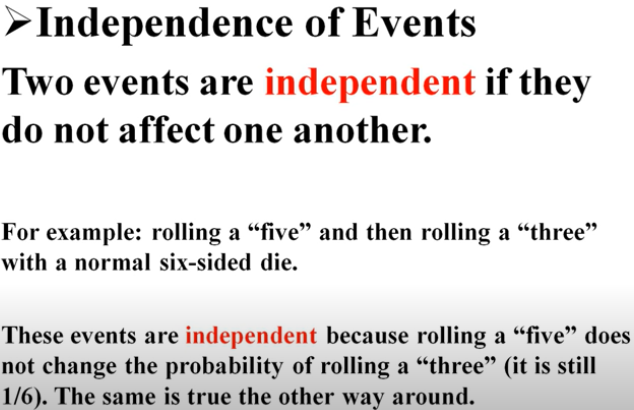 ➢Independence of Events
Two events are independent if they
do not affect one another.
For example: rolling a “five” and then rolling a “three”
with a normal six-sided die.
These events are independent because rolling a “five” does
not change the probability of rolling a “three” (it is still
1/6). The same is true the other way around.